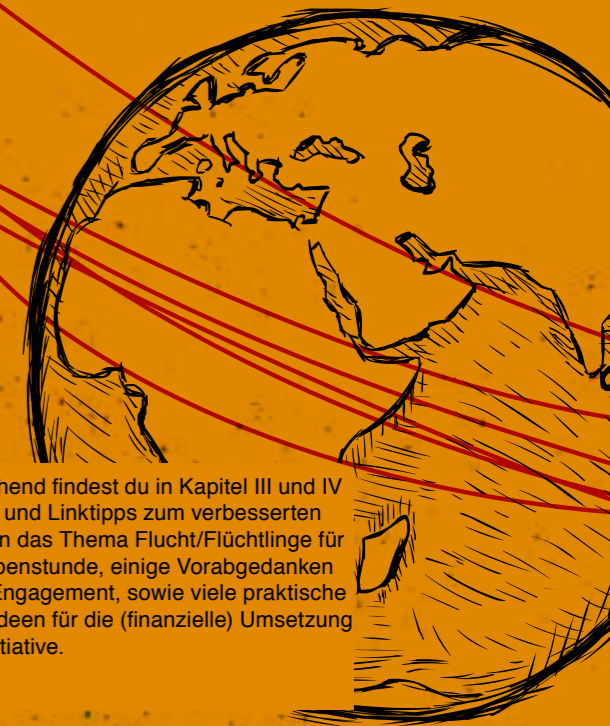 hend findest du in Kapitel III und IV
und Linktipps zum verbesserten
n das Thema Flucht/Flüchtlinge für
penstunde, einige Vorabgedanken
Engagement, sowie viele praktische
deen für die (finanzielle) Umsetzung
tiative.